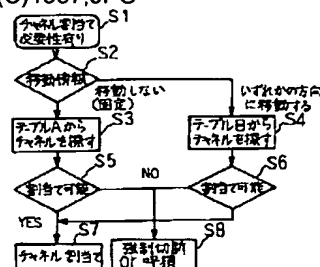 (C)1997,JPO
S1
チャネル割当て
必要性有り
S2
移動情報
移動しない
(固定)
いずれかの方向
に移動する
S3
テーブルAから
チャネルを探す
S4
テーブルBから
チャネルを探す
S5
割当て可能
NO
S6
割当て可能
YES
S7
チャネル割当て
S8
強制切断
or 呼損